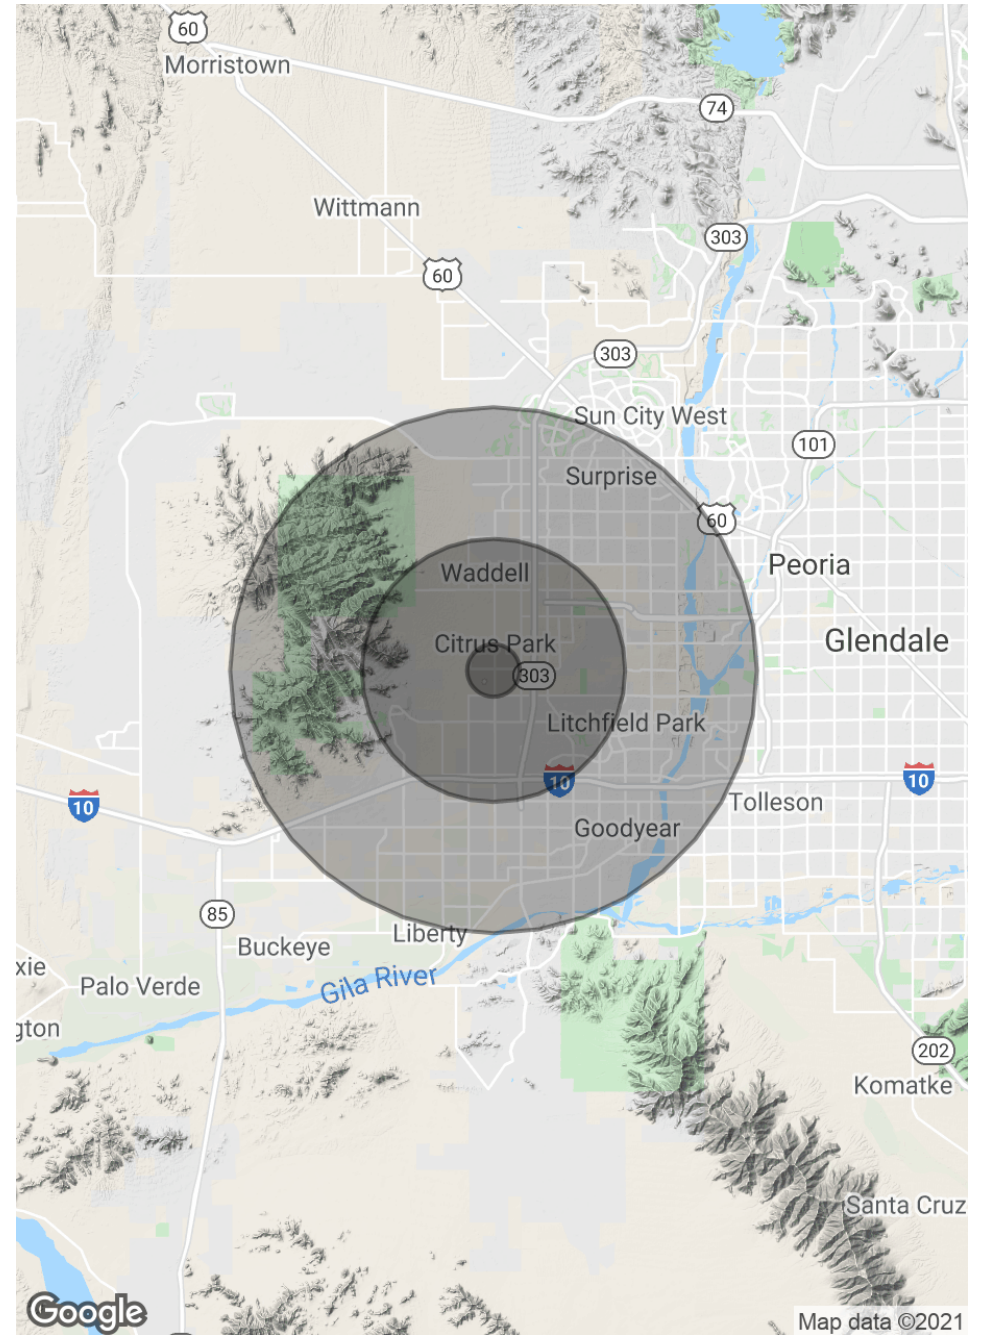 60
Morristown
74
Wittmann
303
60
303
Sun City West
101
Surprise
60
Peoria
Waddell
Citrus Park
Glendale
303
Litchfield Park
10
10
10
Tolleson
Goodyear
85
Liberty
Buckeye
xie
Gila River
Palo Verde
gton
202
Komatke
Santa Cruz
Google
Map data ©2021